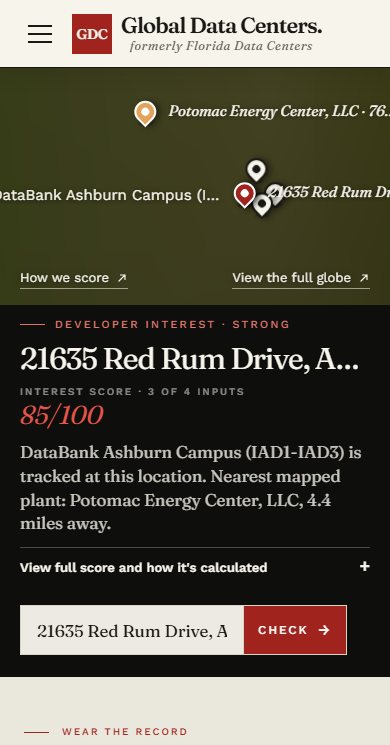 GDC
Global Data Centers.
formerly Florida Data Centers
Potomac Energy Center, LLC · 76...
DataBank Ashburn Campus (I...
21635 Red Rum Dr
How we score ↗
View the full globe ↗
DEVELOPER INTEREST · STRONG
21635 Red Rum Drive, A...
INTEREST SCORE · 3 OF 4 INPUTS
85/100
DataBank Ashburn Campus (IAD1-IAD3) is
tracked at this location. Nearest mapped
plant: Potomac Energy Center, LLC, 4.4
miles away.
View full score and how it's calculated +
21635 Red Rum Drive, A
CHECK →
WEAR THE RECORD